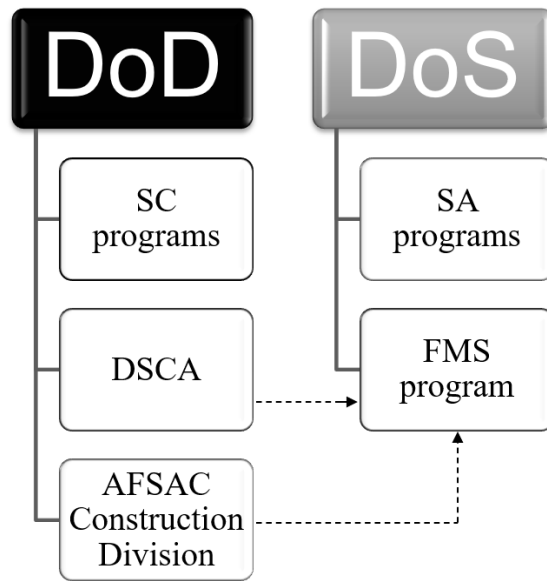 DoD
SC
programs
DSCA
AFSAC
Construction
Division
DoS
SA
programs
FMS
program